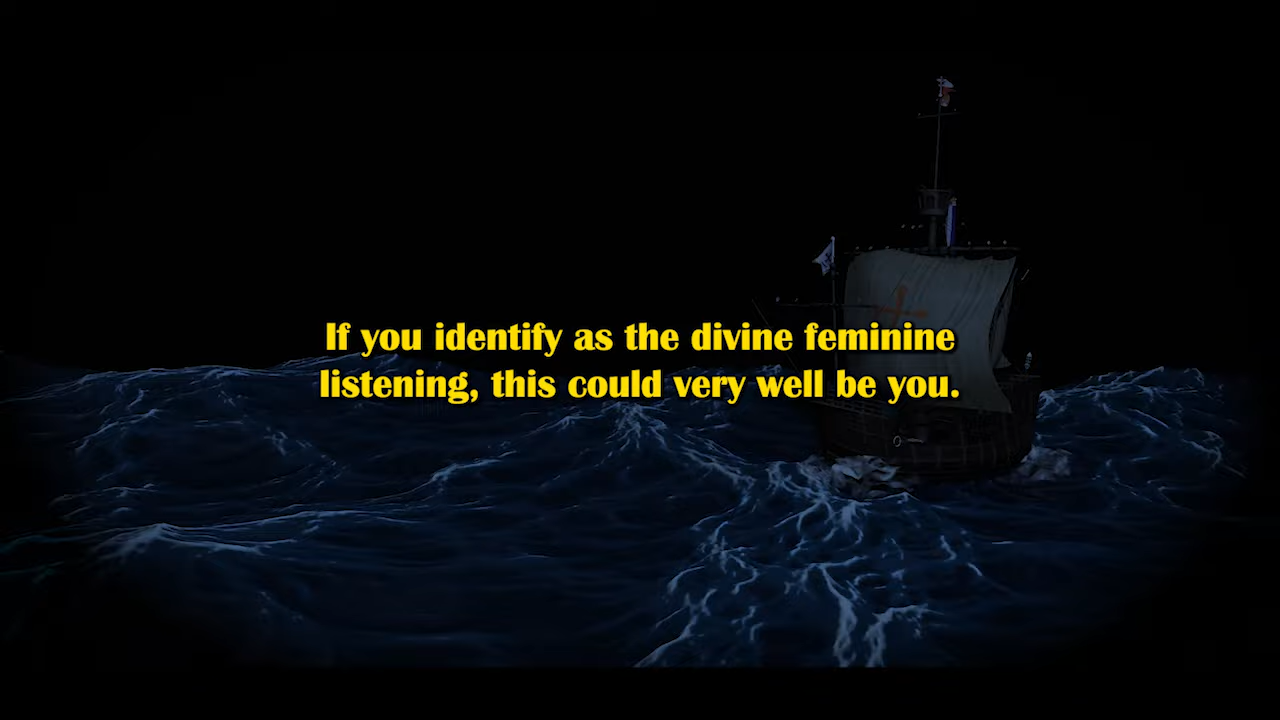 If you identify as the divine feminine
listening, this could very well be you.